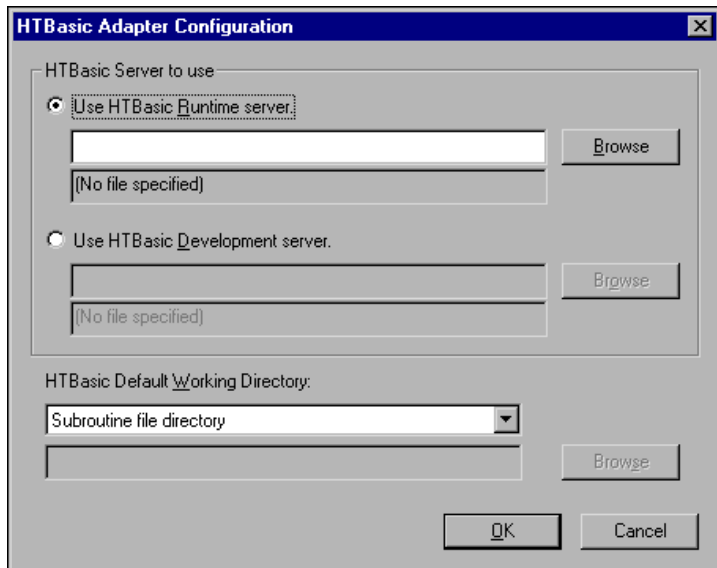 HTBasic Adapter Configuration
HTBasic Server to use
Use HTBasic Runtime server.
Browse
(No file specified)
Use HTBasic Development server.
Browse
(No file specified)
HTBasic Default Working Directory:
Subroutine file directory
Browse
OK Cancel